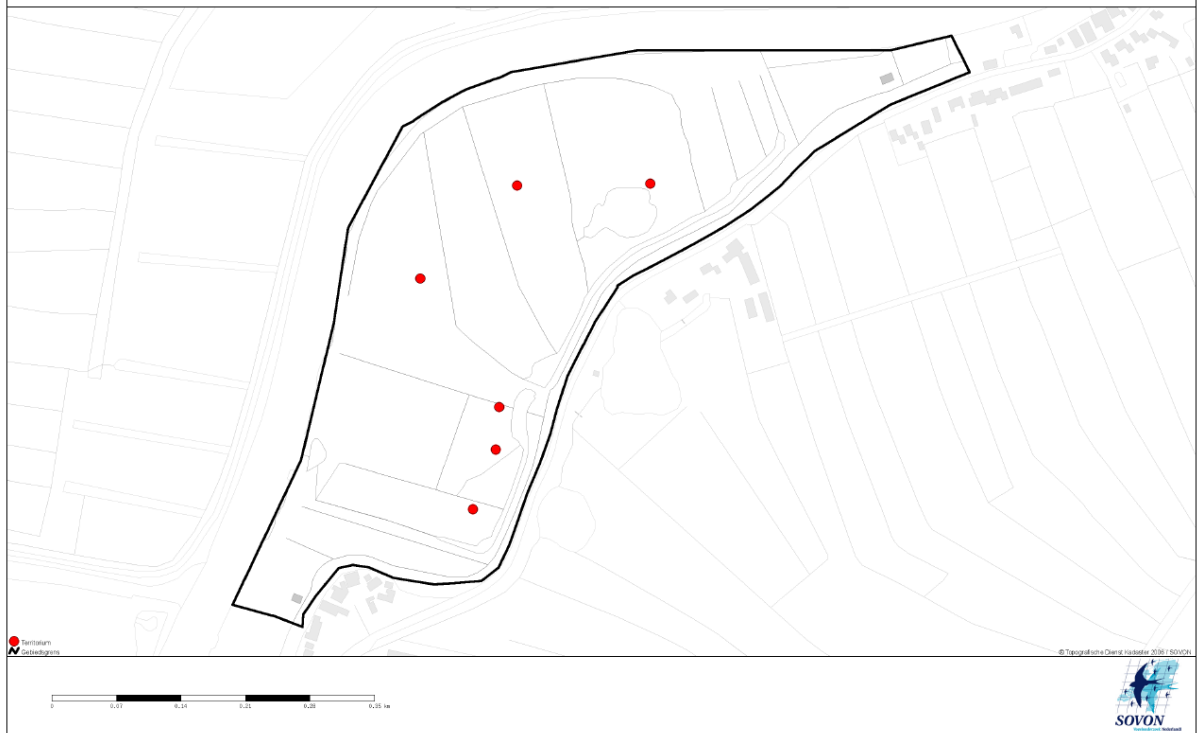 Territorium
Gebiedsgrens
© Topografische Dienst Kadaster 2006 / SOVON
0 0.07 0.14 0.21 0.28 0.35 km
SOVON